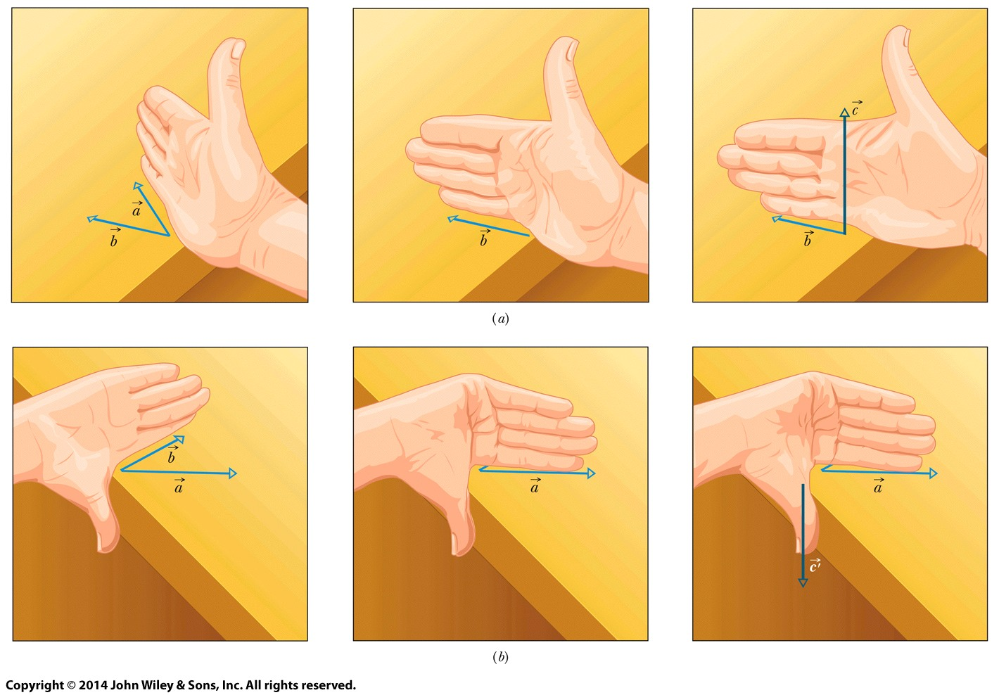 a⃗
b⃗
b⃗
c⃗
b⃗
(a)
b⃗
a⃗
a⃗
a⃗
c⃗′
(b)
Copyright © 2014 John Wiley & Sons, Inc. All rights reserved.